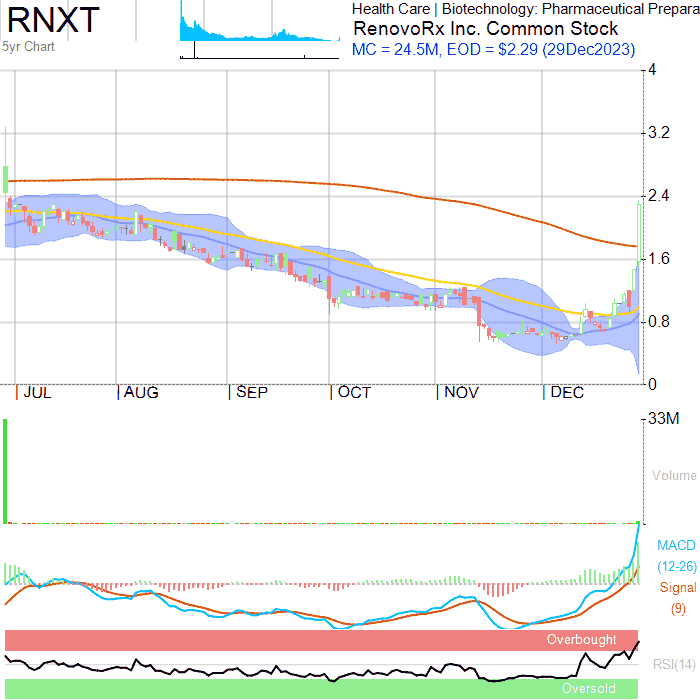 RNXT
5yr Chart
Health Care | Biotechnology: Pharmaceutical Prepara
RenovoRx Inc. Common Stock
MC = 24.5M, EOD = $2.29 (29Dec2023)
4
3.2
2.4
1.6
0.8
0
JUL AUG SEP OCT NOV DEC
33M
Volume
MACD
(12-26)
Signal
(9)
Overbought
RSI(14)
Oversold